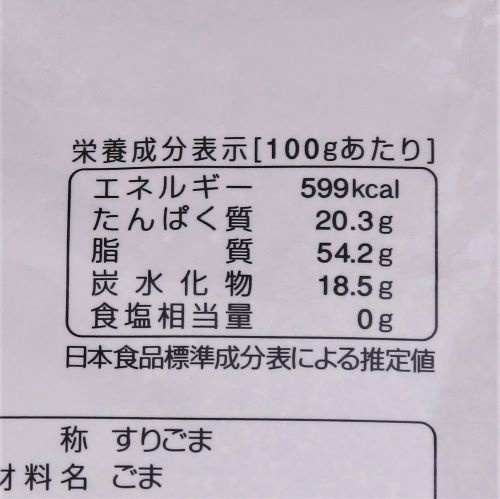 栄養成分表示[100gあたり]
エネルギー 599kcal
たんぱく質 20.3g
脂質 54.2g
炭水化物 18.5g
食塩相当量 0g
日本食品標準成分表による推定値
称 すりごま
材料名 ごま